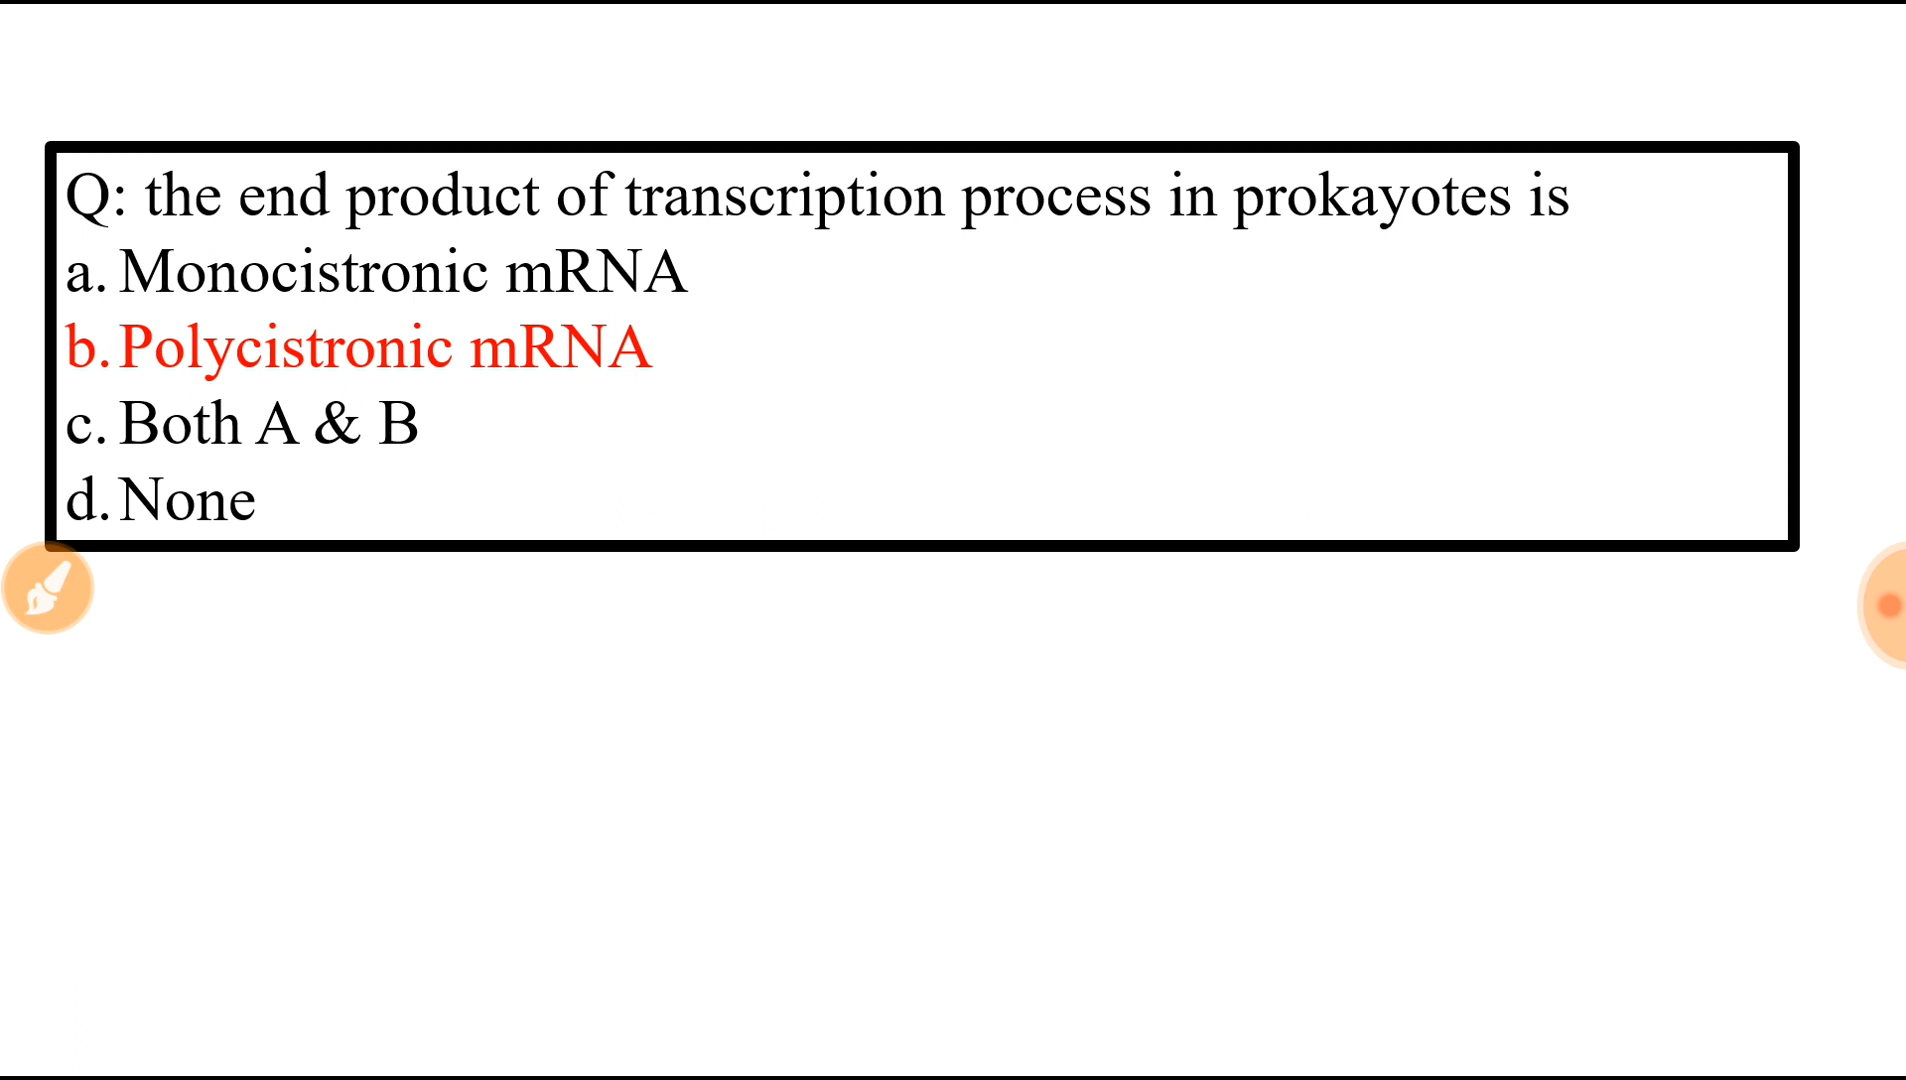 Q: the end product of transcription process in prokayotes is
a. Monocistronic mRNA
b. Polycistronic mRNA
c. Both A & B
d. None